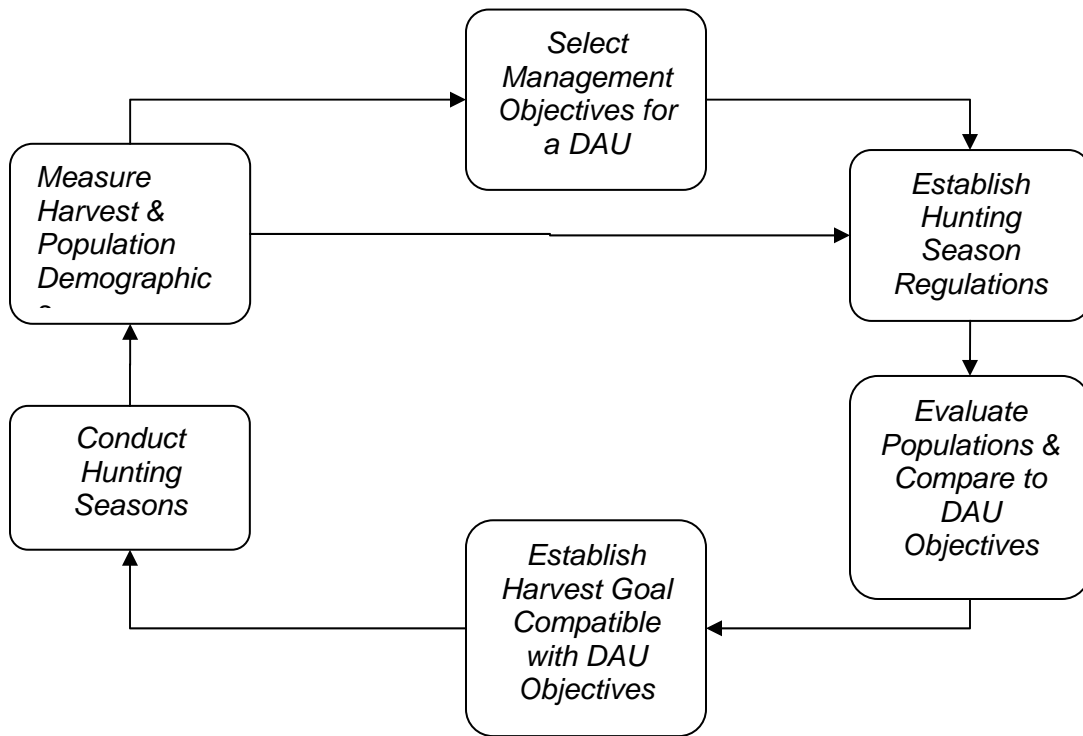 Select
Management
Objectives for
a DAU
Measure
Harvest &
Population
Demographic
Establish
Hunting
Season
Regulations
Evaluate
Populations &
Compare to
DAU
Objectives
Conduct
Hunting
Seasons
Establish
Harvest Goal
Compatible
with DAU
Objectives